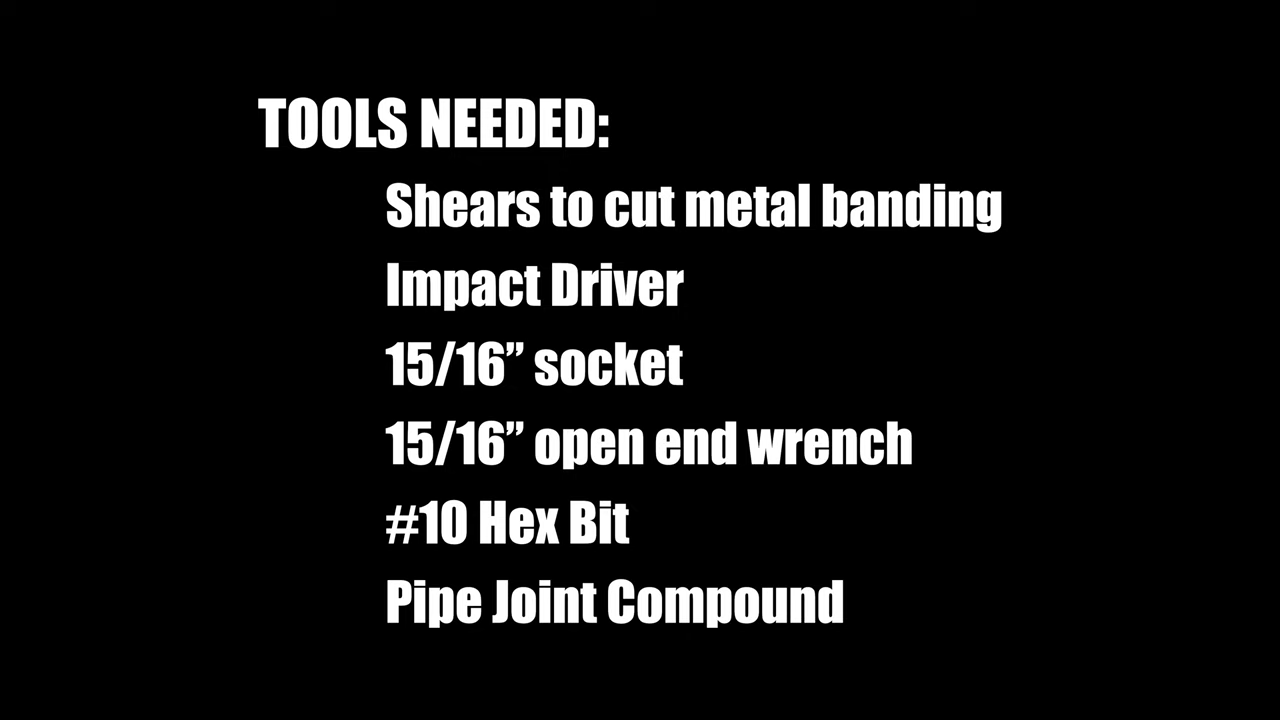 TOOLS NEEDED:
Shears to cut metal banding
Impact Driver
15/16” socket
15/16” open end wrench
#10 Hex Bit
Pipe Joint Compound